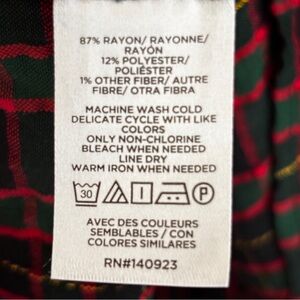 87% RAYON/ RAYONNE/
RAYÓN
12% POLYESTER/
POLIÉSTER
1% OTHER FIBER/ AUTRE
FIBRE/ OTRA FIBRA
MACHINE WASH COLD
DELICATE CYCLE WITH LIKE
COLORS
ONLY NON-CHLORINE
BLEACH WHEN NEEDED
LINE DRY
WARM IRON WHEN NEEDED
30 P
AVEC DES COULEURS
SEMBLABLES / CON
COLORES SIMILARES
RN#140923